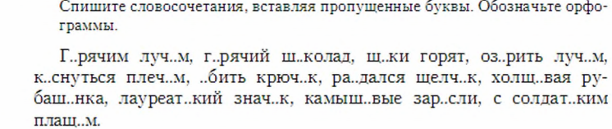 Спишите словосочетания, вставляя пропущенные буквы. Обозначьте орфо-
граммы.
Г..рячим луч..м, г..рячий ш..колад, щ..ки горят, оз..рить луч..м,
к..снуться плеч..м, ..бить крюч..к, ра..дался щелч..к, холщ..вая ру-
баш..нка, лауреат..кий знач..к, камыш..вые зар..сли, с солдат..ким
плащ..м.